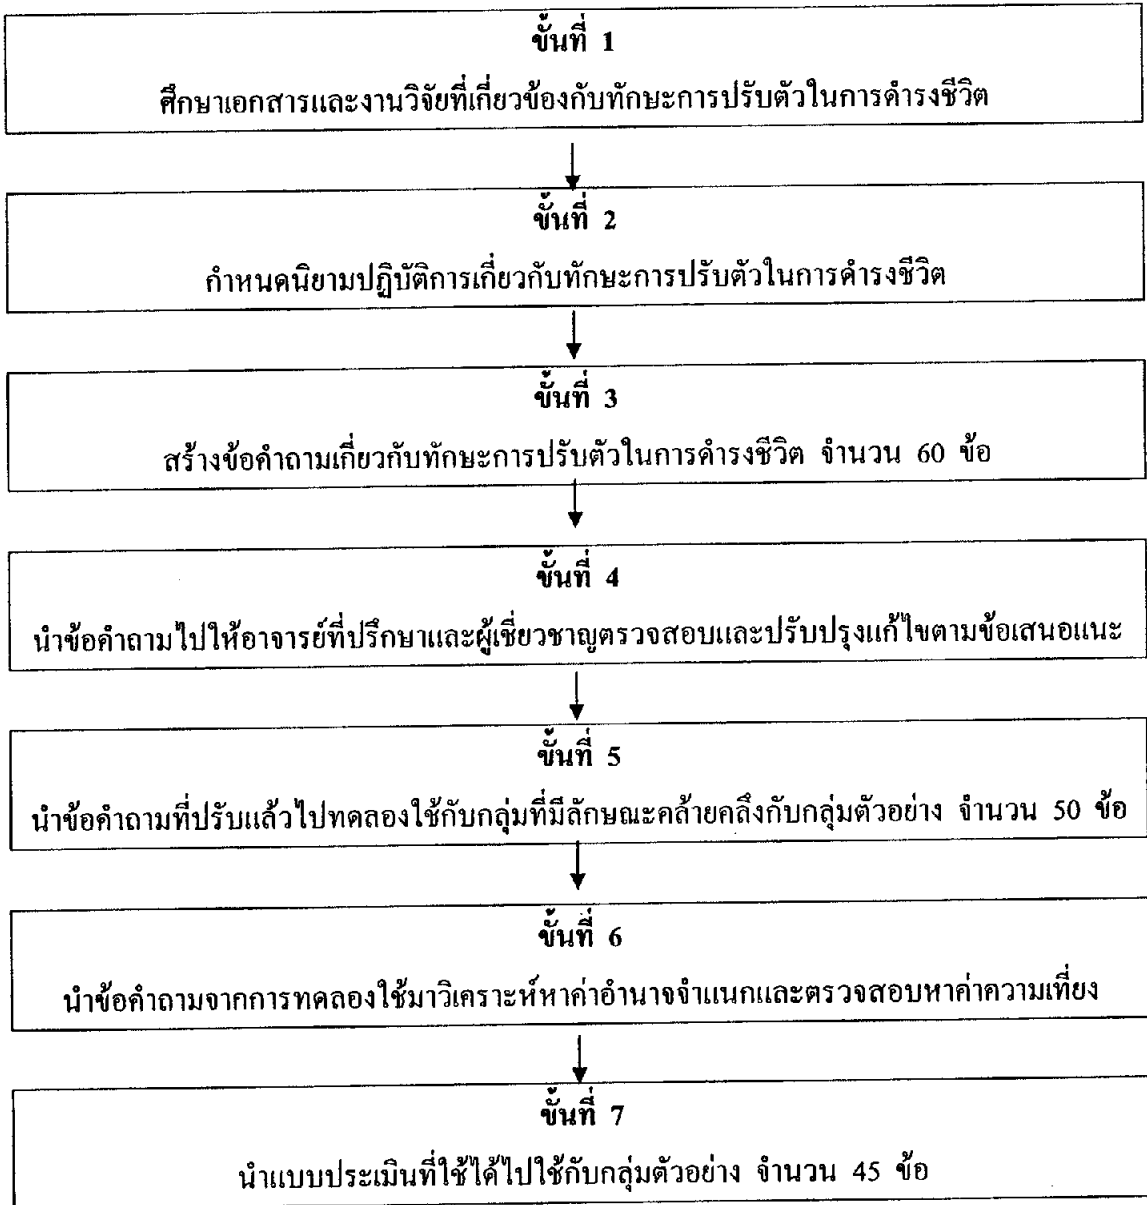 ขั้นที่ 1
ศึกษาเอกสารและงานวิจัยที่เกี่ยวข้องกับทักษะการปรับตัวในการดำรงชีวิต
ขั้นที่ 2
กำหนดนิยามปฏิบัติการเกี่ยวกับทักษะการปรับตัวในการดำรงชีวิต
ขั้นที่ 3
สร้างข้อคำถามเกี่ยวกับทักษะการปรับตัวในการดำรงชีวิต จำนวน 60 ข้อ
ขั้นที่ 4
นำข้อคำถามไปให้อาจารย์ที่ปรึกษาและผู้เชี่ยวชาญตรวจสอบและปรับปรุงแก้ไขตามข้อเสนอแนะ
ขั้นที่ 5
นำข้อคำถามที่ปรับแล้วไปทดลองใช้กับกลุ่มที่มีลักษณะคล้ายคลึงกับกลุ่มตัวอย่าง จำนวน 50 ข้อ
ขั้นที่ 6
นำข้อคำถามจากการทดลองใช้มาวิเคราะห์หาค่าอำนาจจำแนกและตรวจสอบหาค่าความเที่ยง
ขั้นที่ 7
นำแบบประเมินที่ใช้ได้ไปใช้กับกลุ่มตัวอย่าง จำนวน 45 ข้อ